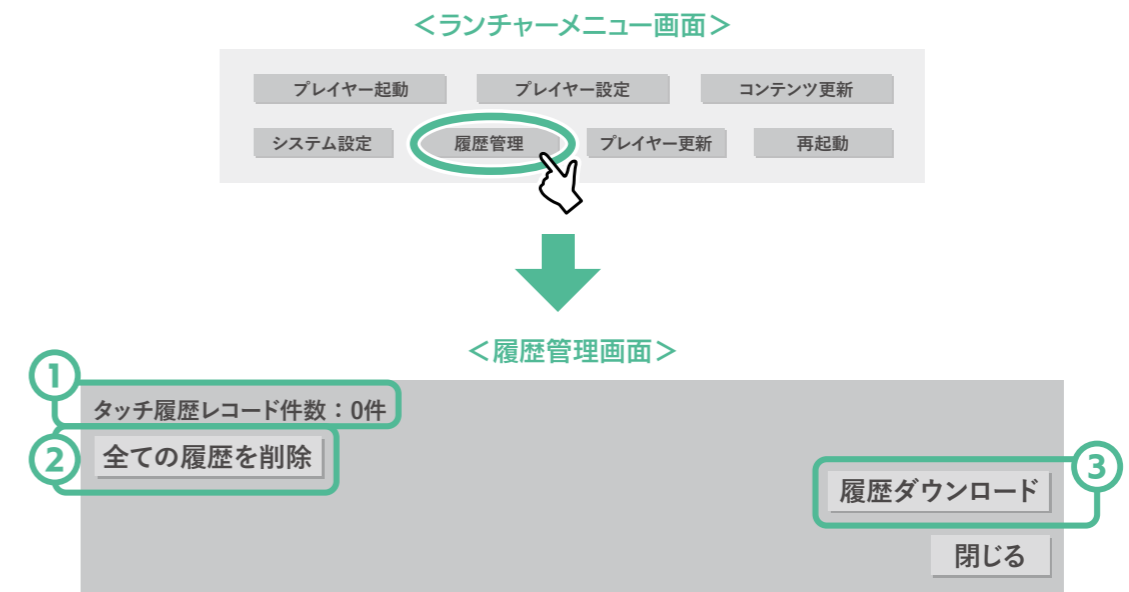 ＜ランチャーメニュー画面＞
プレイヤー起動 プレイヤー設定 コンテンツ更新
システム設定 履歴管理 プレイヤー更新 再起動
＜履歴管理画面＞
1
タッチ履歴レコード件数：0件
2 全ての履歴を削除
3
履歴ダウンロード
閉じる